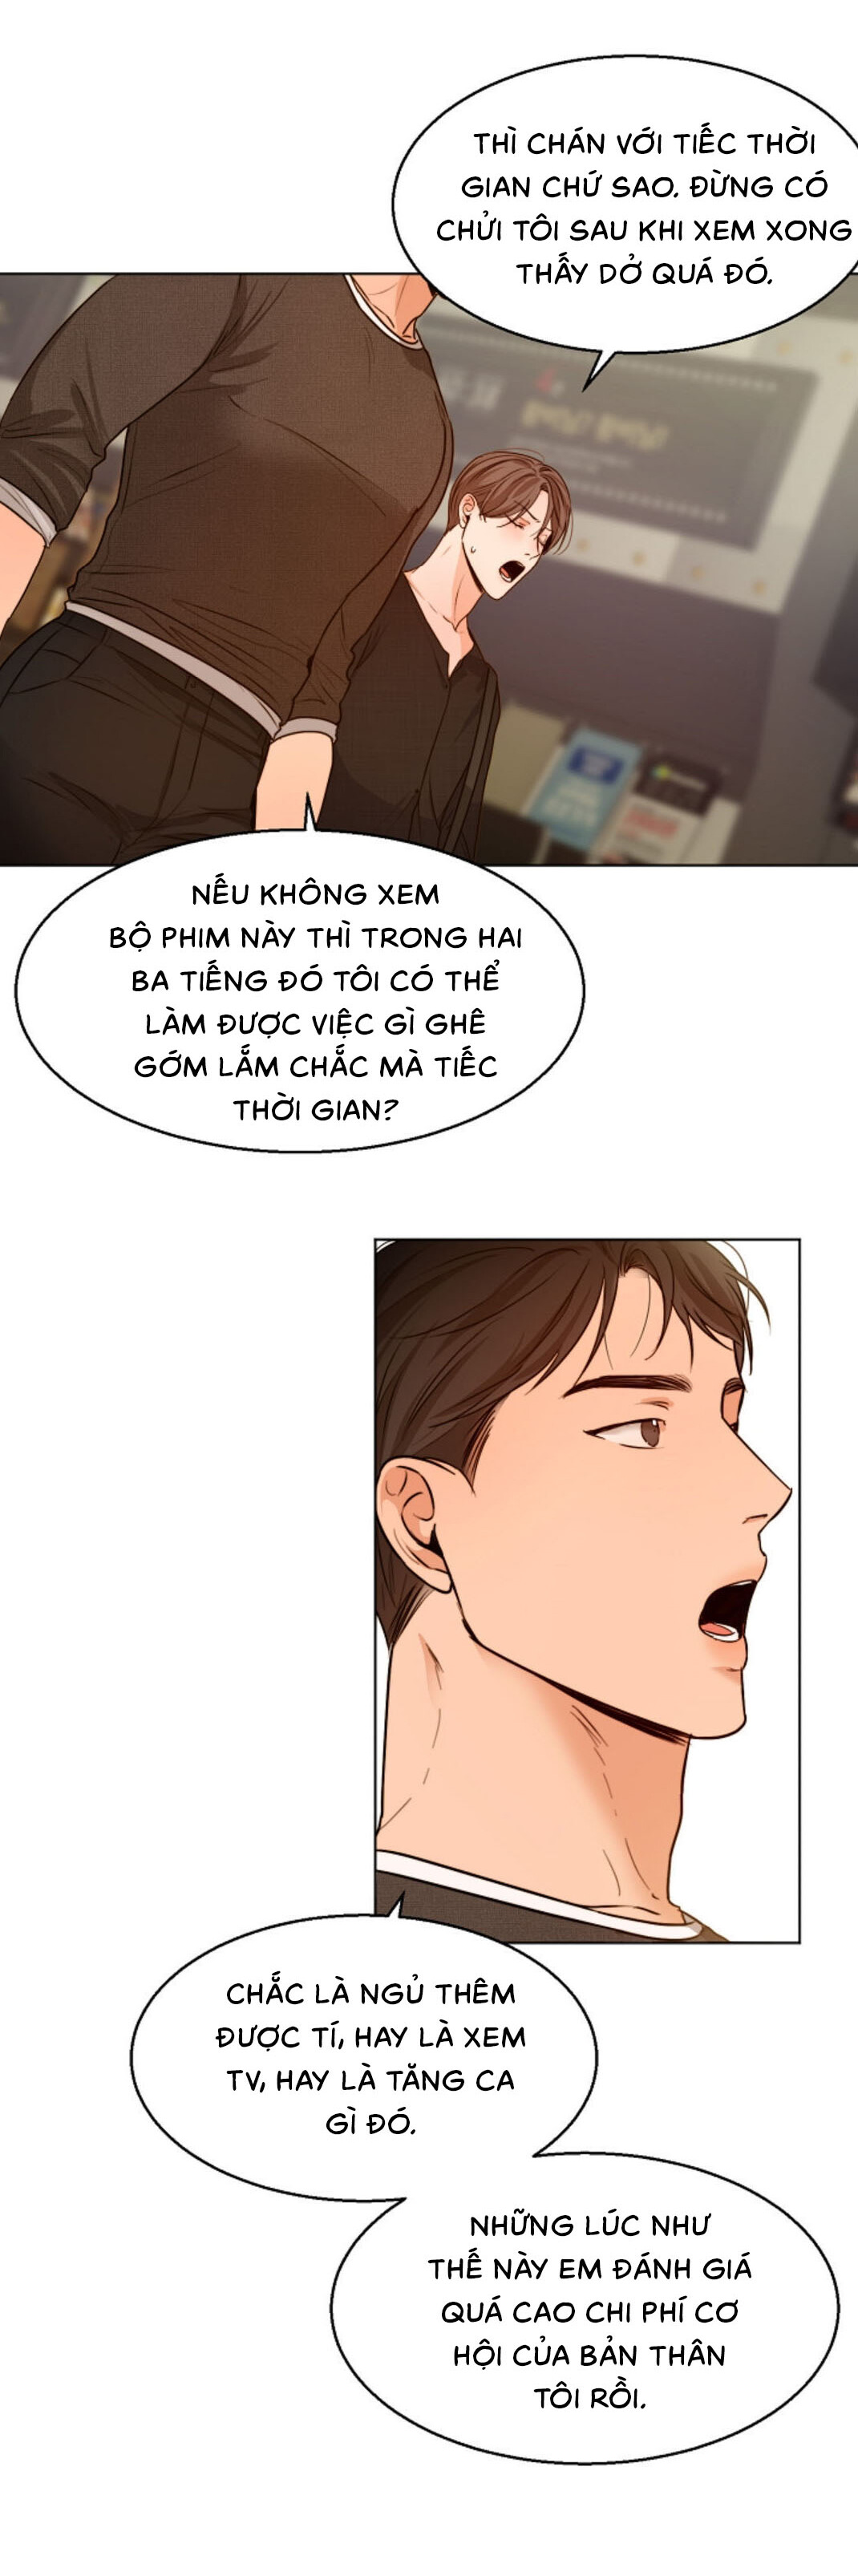 THÌ CHÁN VỚI TIẾC THỜI
GIAN CHỨ SAO. ĐỪNG CÓ
CHỬI TÔI SAU KHI XEM XONG
THẤY DỞ QUÁ ĐÓ.
NẾU KHÔNG XEM
BỘ PHIM NÀY THÌ TRONG HAI
BA TIẾNG ĐÓ TÔI CÓ THỂ
LÀM ĐƯỢC VIỆC GÌ GHÊ
GỚM LẮM CHẮC MÀ TIẾC
THỜI GIAN?
CHẮC LÀ NGỦ THÊM
ĐƯỢC TÍ, HAY LÀ XEM
TV, HAY LÀ TĂNG CA
GÌ ĐÓ.
NHỮNG LÚC NHƯ
THẾ NÀY EM ĐÁNH GIÁ
QUÁ CAO CHI PHÍ CƠ
HỘI CỦA BẢN THÂN
TÔI RỒI.